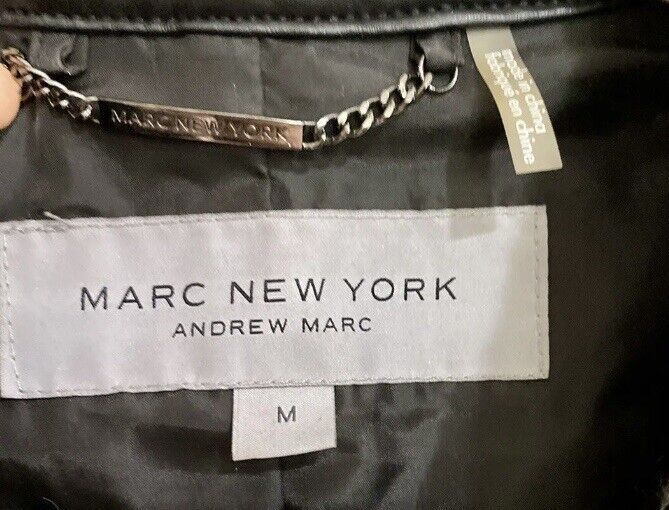 MARC NEW YORK
made in china
fabriqué en chine
MARC NEW YORK
ANDREW MARC
M